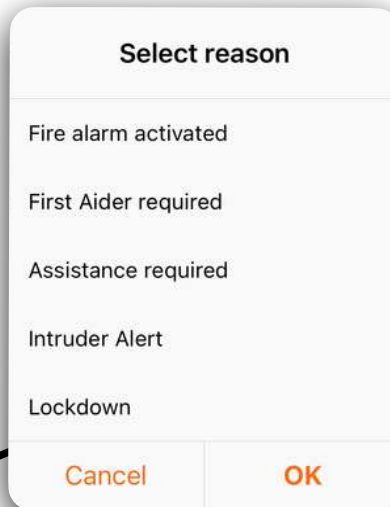 Select reason
Fire alarm activated
First Aider required
Assistance required
Intruder Alert
Lockdown
Cancel OK